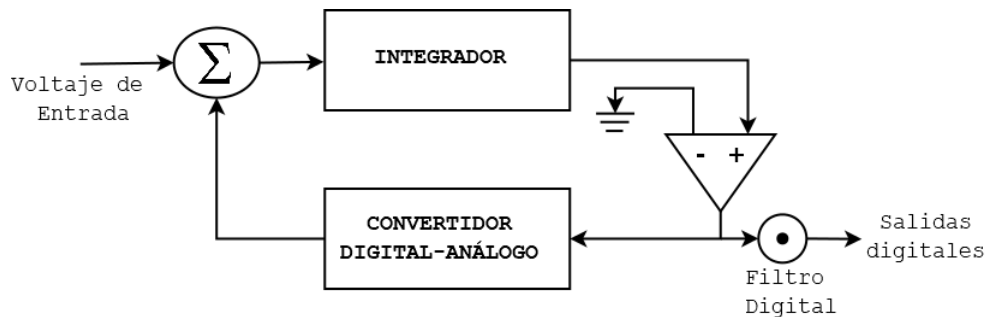 Σ
INTEGRADOR
Voltaje de
Entrada
- +
CONVERTIDOR
DIGITAL-ANÁLOGO
Salidas
digitales
Filtro
Digital